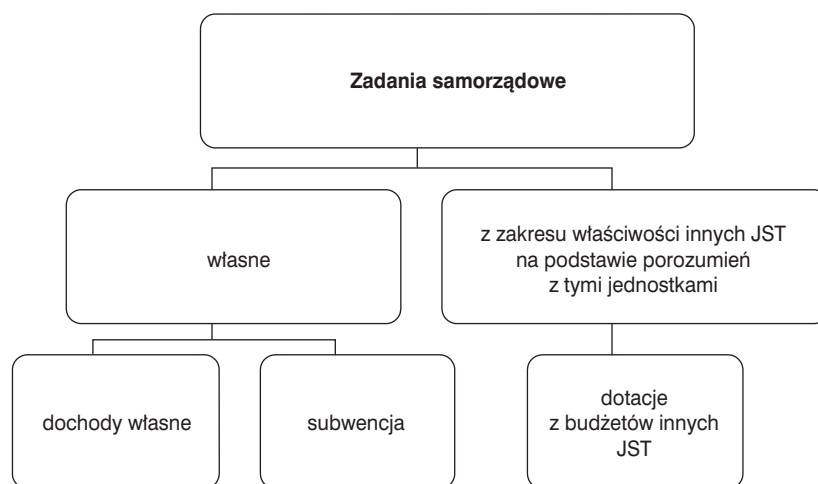 Zadania samorządowe
własne
z zakresu właściwości innych JST
na podstawie porozumień
z tymi jednostkami
dochody własne
subwencja
dotacje
z budżetów innych
JST